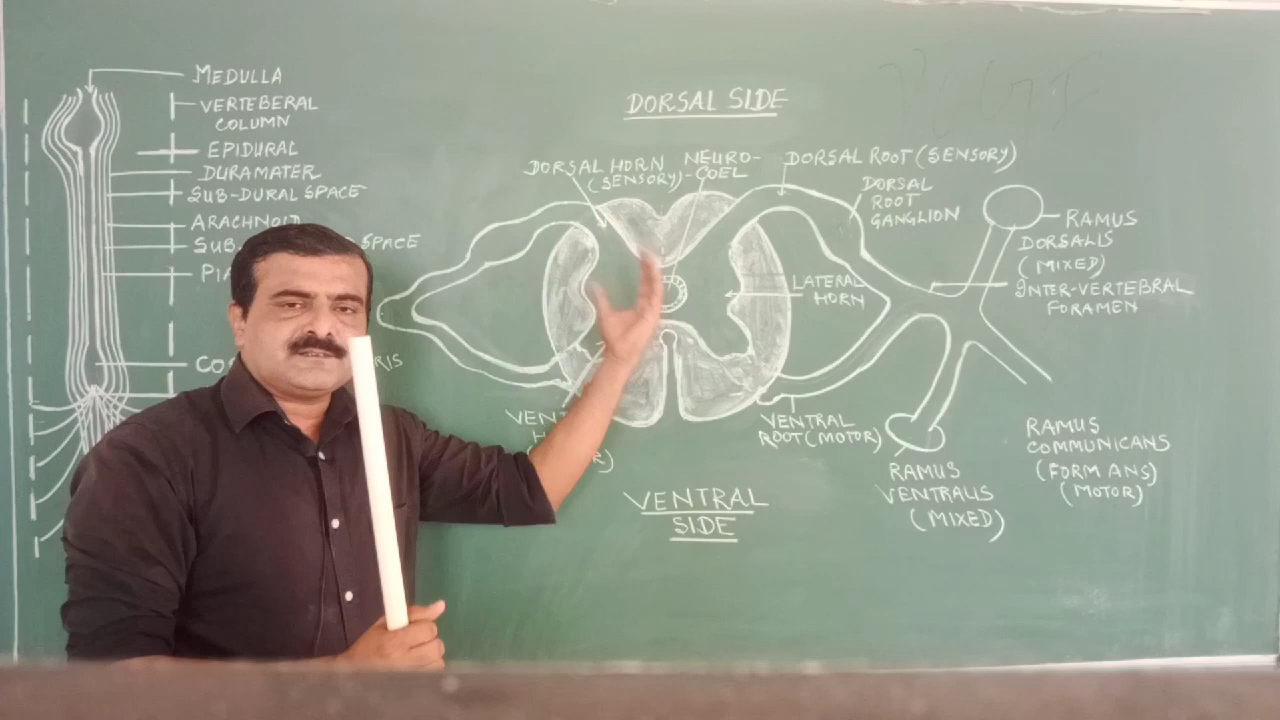 MEDULLA
VERTEBERAL
COLUMN
EPIDURAL
DURAMATER
SUB-DURAL SPACE
ARACHNOID
SUB- SPACE
DORSAL SIDE
DORSAL HORN
(SENSORY)
NEURO-
COEL
DORSAL ROOT (SENSORY)
DORSAL
ROOT
GANGLION
RAMUS
DORSALIS
(MIXED)
INTER-VERTEBRAL
FORAMEN
LATERAL
HORN
VENTRAL
ROOT (MOTOR)
RAMUS
VENTRALIS
(MIXED)
RAMUS
COMMUNICANS
(FORM ANS)
(MOTOR)
VENTRAL
SIDE